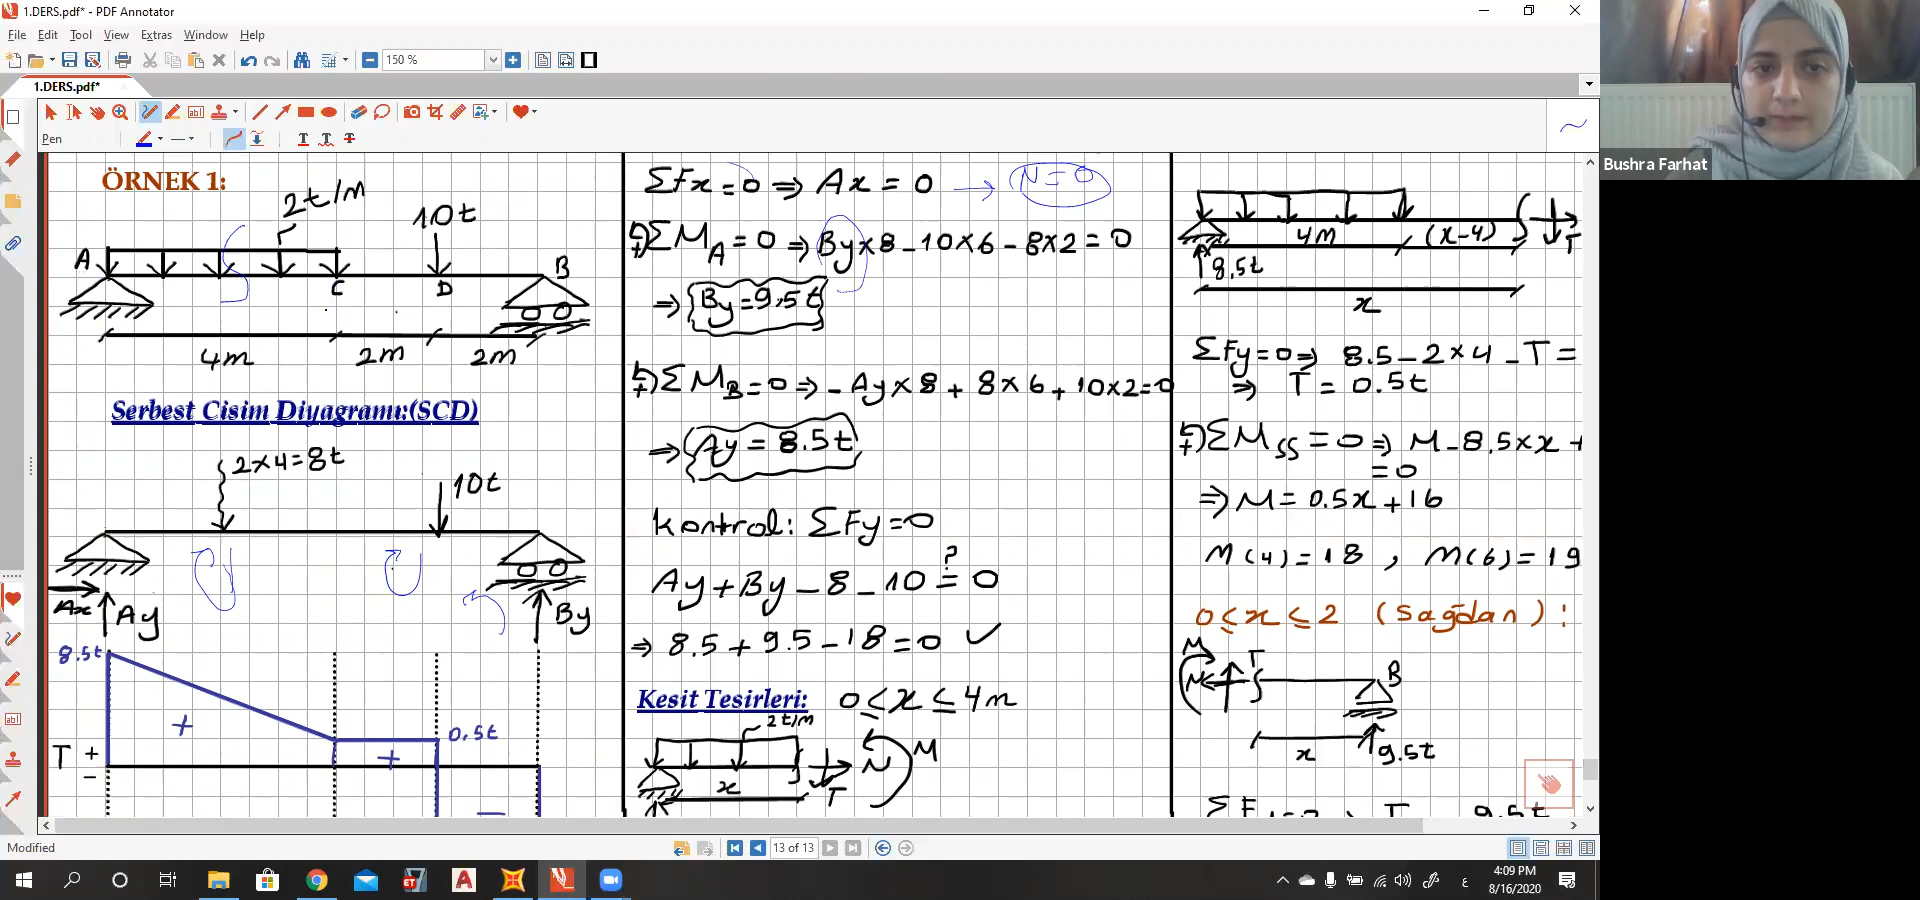 1.DERS.pdf* - PDF Annotator
File Edit Tool View Extras Window Help
150 %
1.DERS.pdf*
Pen
Bushra Farhat
ÖRNEK 1:
2t/m
10t
A
C
D
B
4m
2m
2m
Serbest Cisim Diyagramı:(SCD)
2×4=8t
10t
Ax
Ay
By
8.5t
+
+
0.5t
T
+
−
−
ΣFx=0 ⇒ Ax = 0 → N=0
+) ΣM_A = 0 ⇒ By×8 − 10×6 − 8×2 = 0
⇒ By = 9.5t
+) ΣM_B = 0 ⇒ − Ay×8 + 8×6 + 10×2 = 0
⇒ Ay = 8.5t
kontrol: ΣFy=0
Ay + By − 8 − 10 = 0
?
⇒ 8.5 + 9.5 − 18 = 0 ✓
Kesit Tesirleri: 0 ≤ x ≤ 4m
2t/m
x
T
N
M
4m
(x-4)
T
8.5t
x
ΣFy=0 ⇒ 8.5 − 2×4 − T =
⇒ T = 0.5t
+) ΣM_SS = 0 ⇒ M − 8.5×x +
= 0
⇒ M = 0.5x + 16
M(4) = 18 , M(6) = 19
0 ≤ x ≤ 2 (Sağdan) :
M
N
T
B
x
9.5t
Modified
13 of 13
4:09 PM
8/16/2020